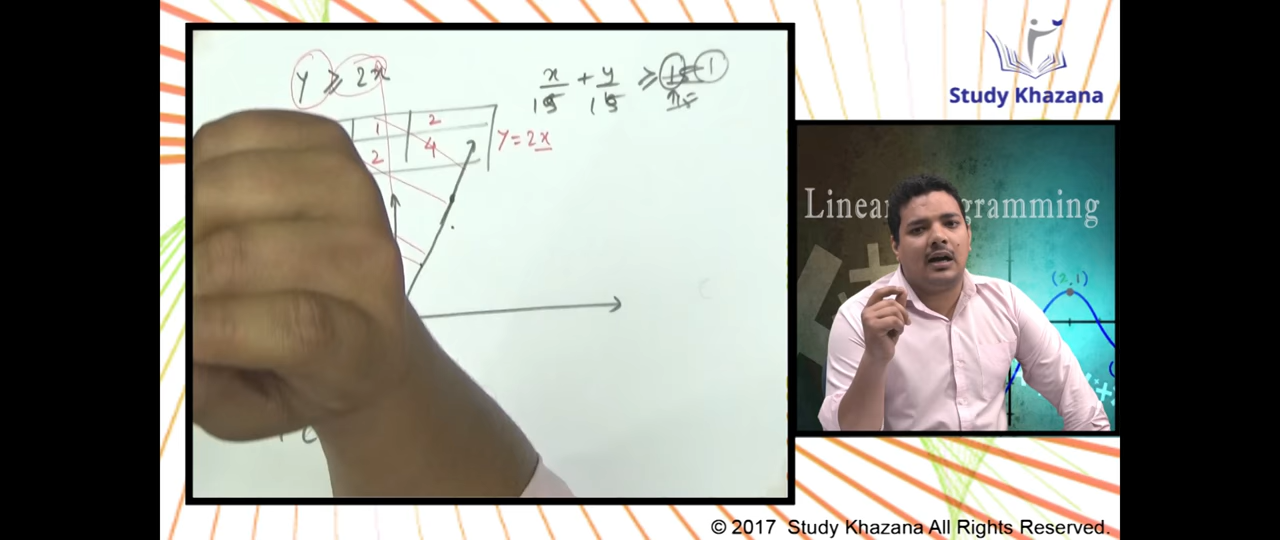 y ≥ 2x
1 2
2 4
y = 2x
x/15 + y/15 ≥ 1
Study Khazana
Linear gramming
(2,1)
© 2017 Study Khazana All Rights Reserved.